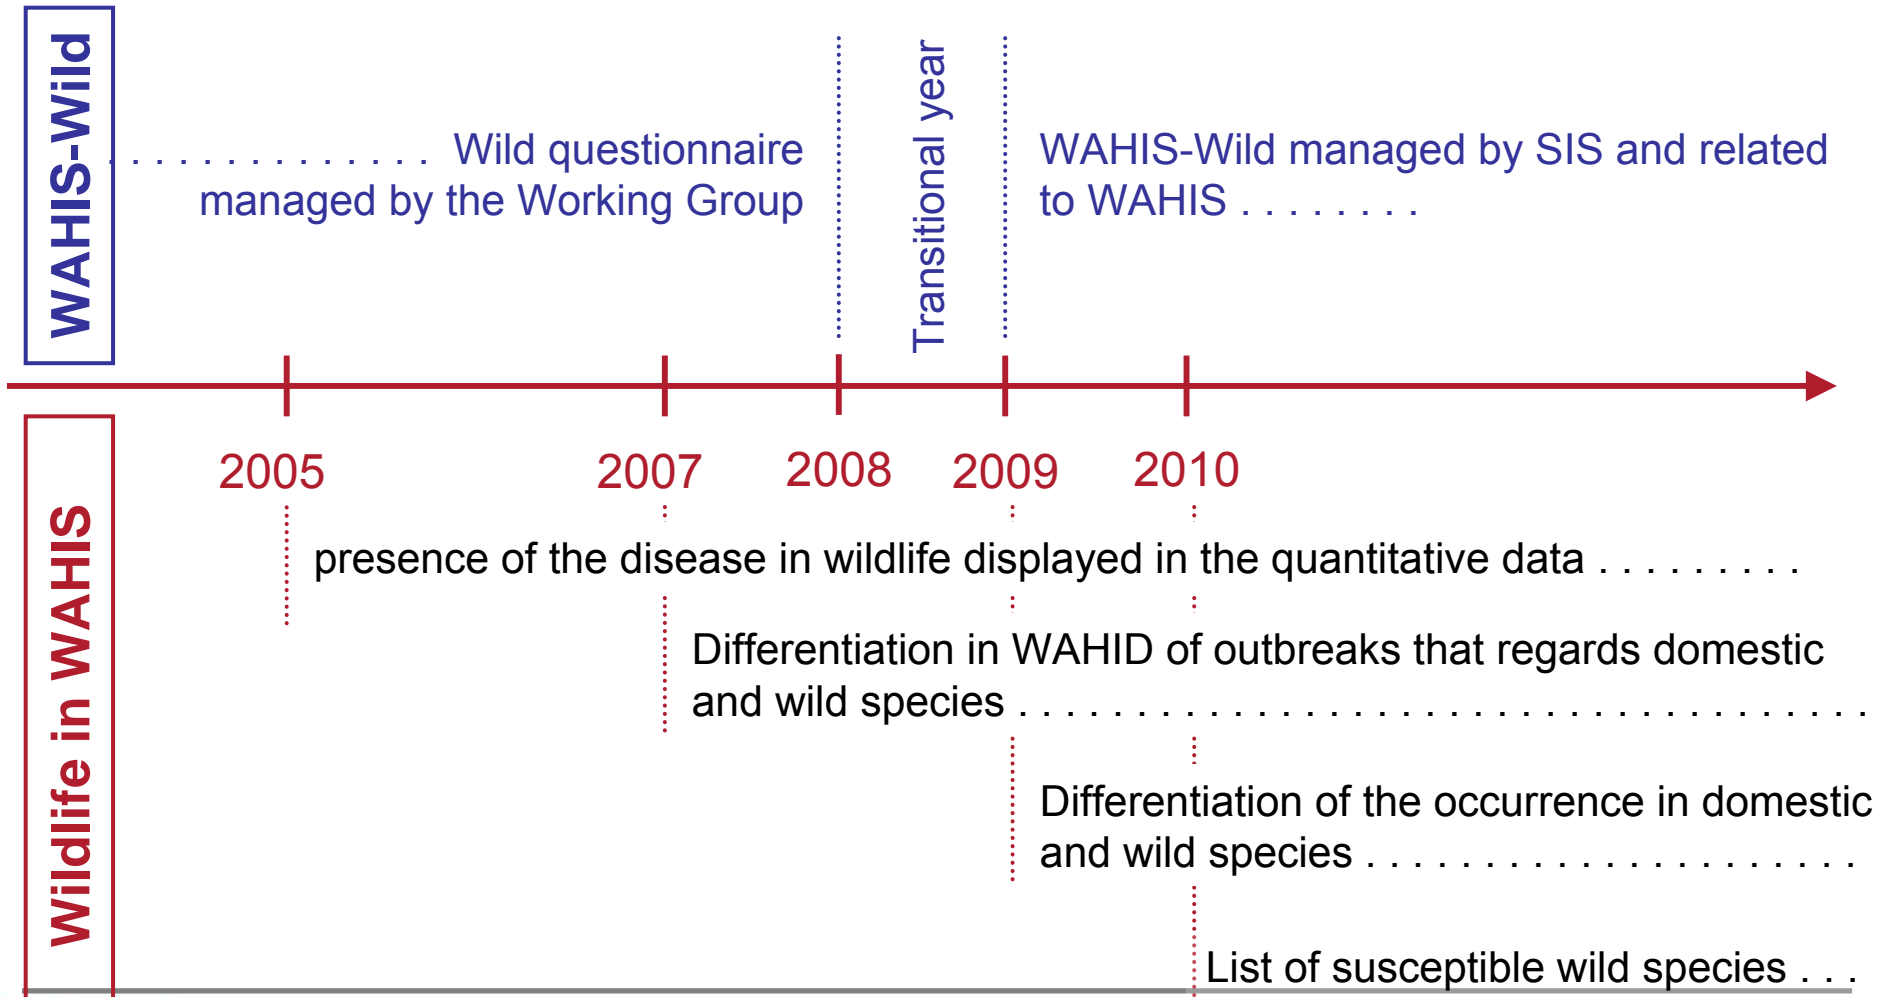 WAHIS-Wild
. . . . . . . . . . . . . . Wild questionnaire
managed by the Working Group
Transitional year
WAHIS-Wild managed by SIS and related
to WAHIS . . . . . . . .
2005 2007 2008 2009 2010
Wildlife in WAHIS
presence of the disease in wildlife displayed in the quantitative data . . . . . . . . .
Differentiation in WAHID of outbreaks that regards domestic
and wild species . . . . . . . . . . . . . . . . . . . . . . . . . . . . . . . . . . .
Differentiation of the occurrence in domestic
and wild species . . . . . . . . . . . . . . . . . . . . .
List of susceptible wild species . . .